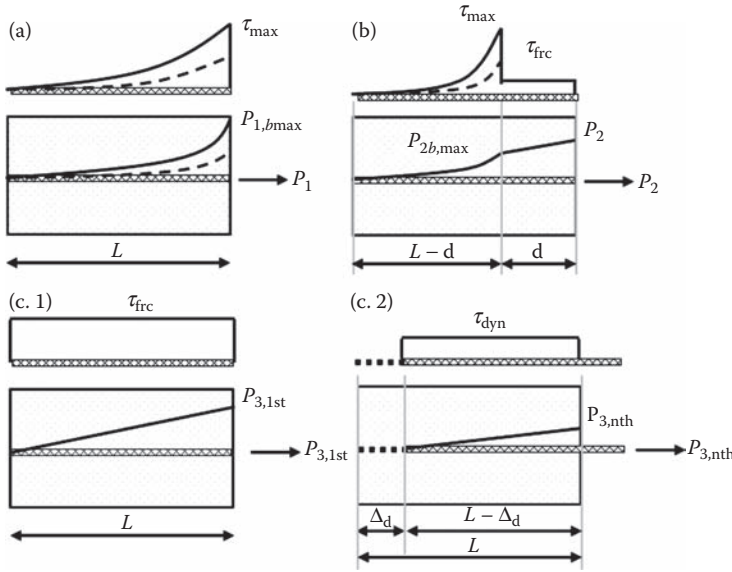 (a)
τmax
P1,bmax
P1
L
(b)
τmax
τfrc
P2b,max
P2
P2
L − d
d
(c. 1)
τfrc
P3,1st
P3,1st
L
(c. 2)
τdyn
P3,nth
P3,nth
Δd
L − Δd
L